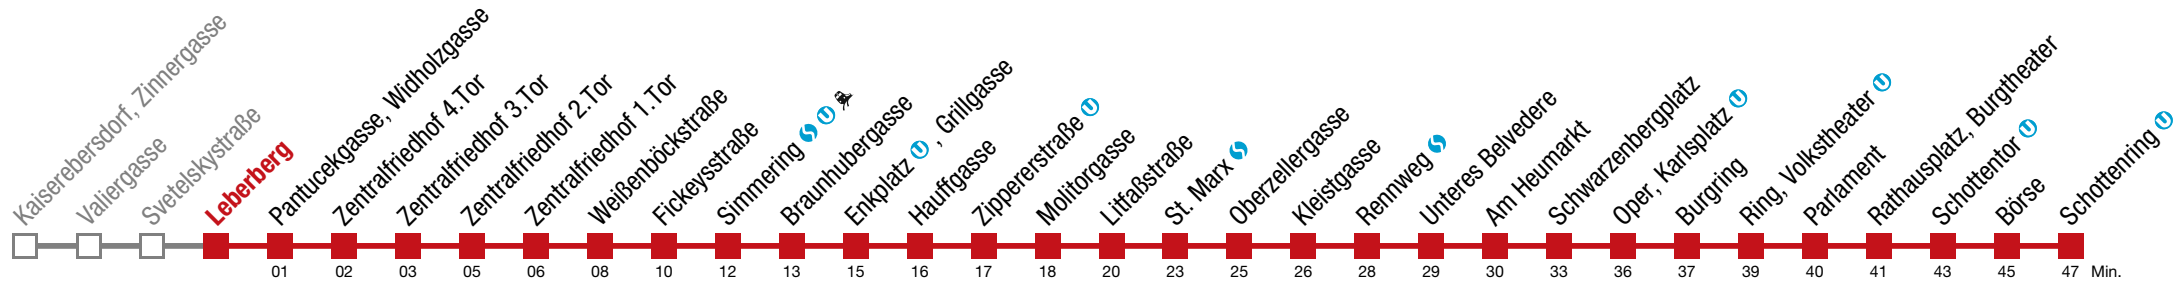 Kaiserebersdorf, Zinnergasse
Valiergasse
Svetelskystraße
Leberberg
Pantucekgasse, Widholzgasse
Zentralfriedhof 4.Tor
Zentralfriedhof 3.Tor
Zentralfriedhof 2.Tor
Zentralfriedhof 1.Tor
Weißenböckstraße
Fickeysstraße
Simmering S U
Braunhubergasse
Enkplatz U , Grillgasse
Hauffgasse
Zippererstraße U
Molitorgasse
Litfaßstraße
St. Marx S
Oberzellergasse
Kleistgasse
Rennweg S
Unteres Belvedere
Am Heumarkt
Schwarzenbergplatz
Oper, Karlsplatz U
Burgring
Ring, Volkstheater U
Parlament
Rathausplatz, Burgtheater
Schottentor U
Börse
Schottenring U
01 02 03 05 06 08 10 12 13 15 16 17 18 20 23 25 26 28 29 30 33 36 37 39 40 41 43 45 47 Min.